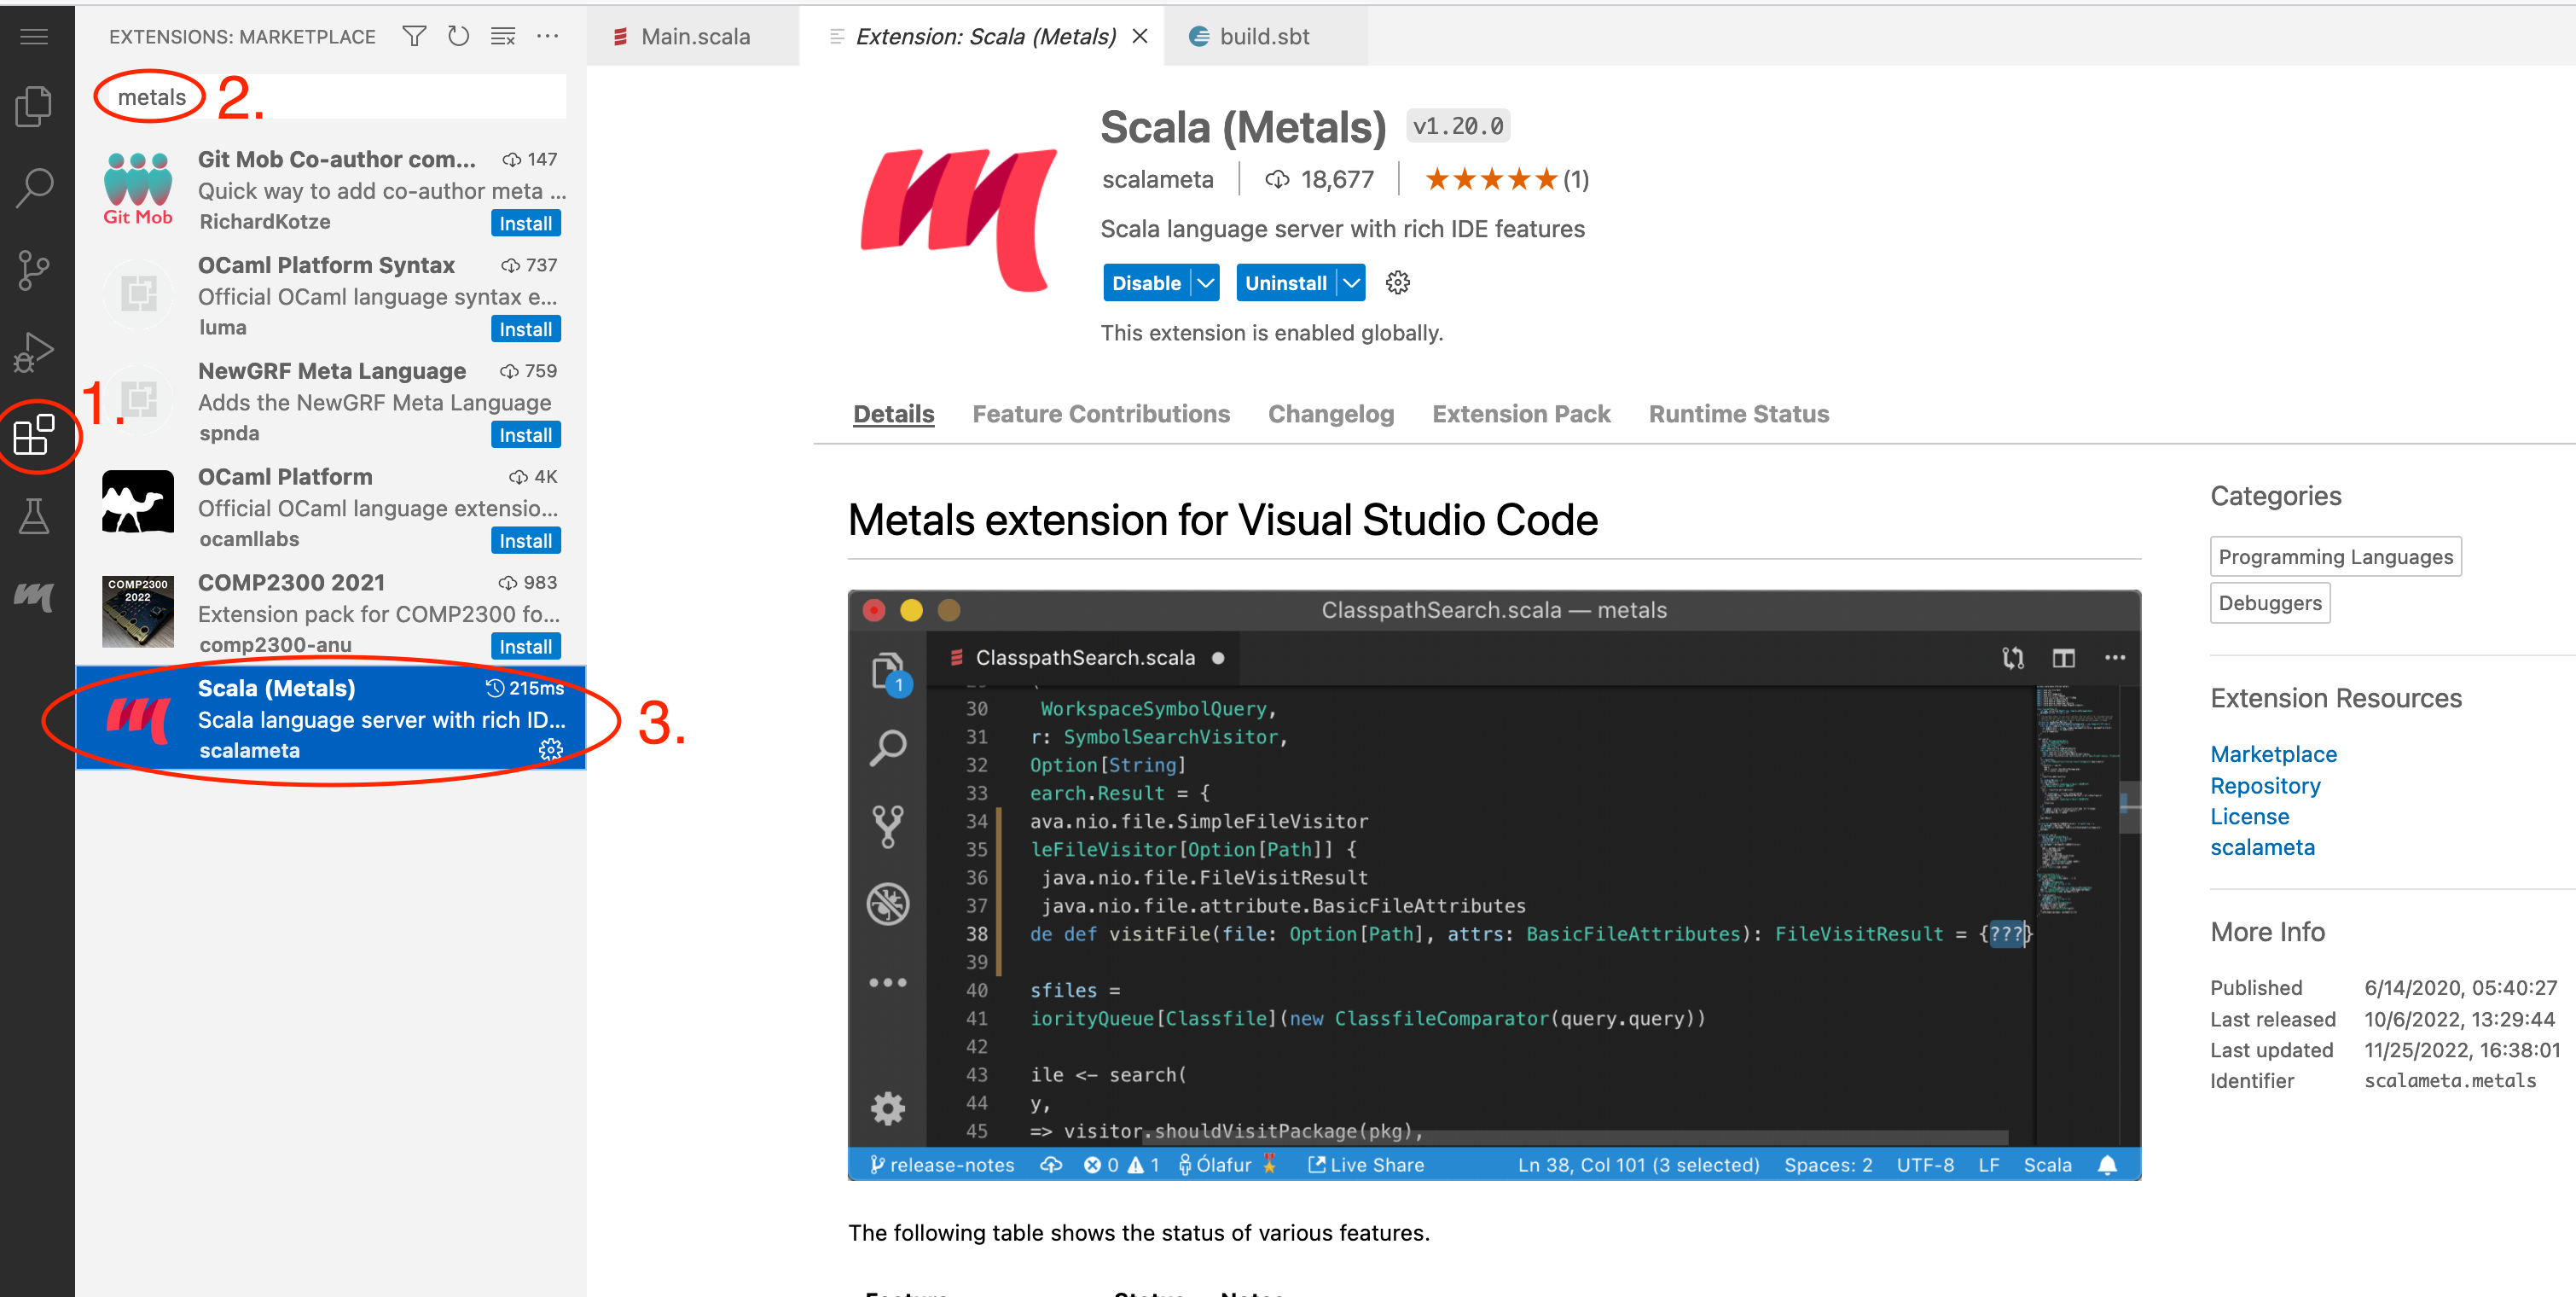 EXTENSIONS: MARKETPLACE
metals
2.
Git Mob Co-author com... 147
Quick way to add co-author meta ...
Git Mob
RichardKotze Install
OCaml Platform Syntax 737
Official OCaml language syntax e...
luma Install
1.
NewGRF Meta Language 759
Adds the NewGRF Meta Language
spnda Install
OCaml Platform 4K
Official OCaml language extensio...
ocamllabs Install
COMP2300
2022
COMP2300 2021 983
Extension pack for COMP2300 fo...
comp2300-anu Install
Scala (Metals) 215ms
Scala language server with rich ID...
scalameta
3.
Main.scala
Extension: Scala (Metals)
build.sbt
Scala (Metals) v1.20.0
scalameta 18,677 (1)
Scala language server with rich IDE features
Disable Uninstall
This extension is enabled globally.
Details Feature Contributions Changelog Extension Pack Runtime Status
Metals extension for Visual Studio Code
ClasspathSearch.scala — metals
ClasspathSearch.scala
1
30 WorkspaceSymbolQuery,
31 r: SymbolSearchVisitor,
32 Option[String]
33 earch.Result = {
34 ava.nio.file.SimpleFileVisitor
35 leFileVisitor[Option[Path]] {
36 java.nio.file.FileVisitResult
37 java.nio.file.attribute.BasicFileAttributes
38 de def visitFile(file: Option[Path], attrs: BasicFileAttributes): FileVisitResult = {???}
39
40 sfiles =
41 iorityQueue[Classfile](new ClassfileComparator(query.query))
42
43 ile <- search(
44 y,
45 => visitor.shouldVisitPackage(pkg),
release-notes 0 1 Ólafur Live Share Ln 38, Col 101 (3 selected) Spaces: 2 UTF-8 LF Scala
The following table shows the status of various features.
Feature Status Notes
Categories
Programming Languages
Debuggers
Extension Resources
Marketplace
Repository
License
scalameta
More Info
Published 6/14/2020, 05:40:27
Last released 10/6/2022, 13:29:44
Last updated 11/25/2022, 16:38:01
Identifier scalameta.metals